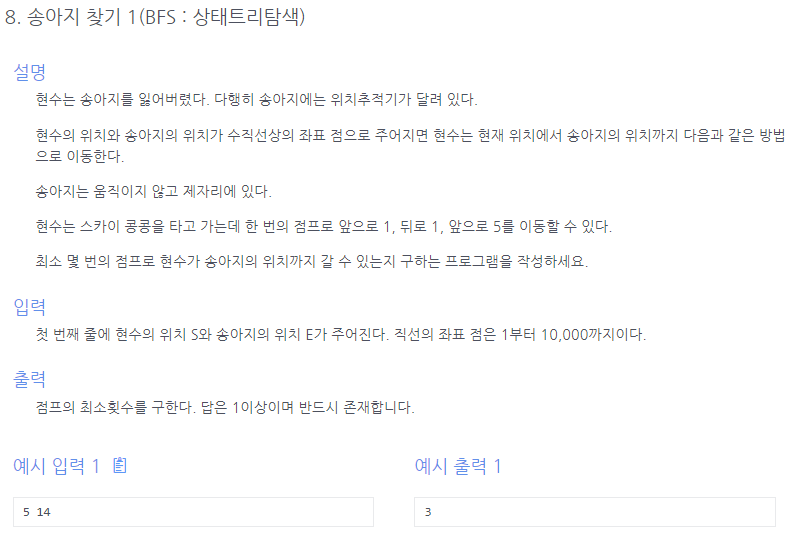 8. 송아지 찾기 1(BFS : 상태트리탐색)
설명
현수는 송아지를 잃어버렸다. 다행히 송아지에는 위치추적기가 달려 있다.
현수의 위치와 송아지의 위치가 수직선상의 좌표 점으로 주어지면 현수는 현재 위치에서 송아지의 위치까지 다음과 같은 방법
으로 이동한다.
송아지는 움직이지 않고 제자리에 있다.
현수는 스카이 콩콩을 타고 가는데 한 번의 점프로 앞으로 1, 뒤로 1, 앞으로 5를 이동할 수 있다.
최소 몇 번의 점프로 현수가 송아지의 위치까지 갈 수 있는지 구하는 프로그램을 작성하세요.
입력
첫 번째 줄에 현수의 위치 S와 송아지의 위치 E가 주어진다. 직선의 좌표 점은 1부터 10,000까지이다.
출력
점프의 최소횟수를 구한다. 답은 1이상이며 반드시 존재합니다.
예시 입력 1
5 14
예시 출력 1
3